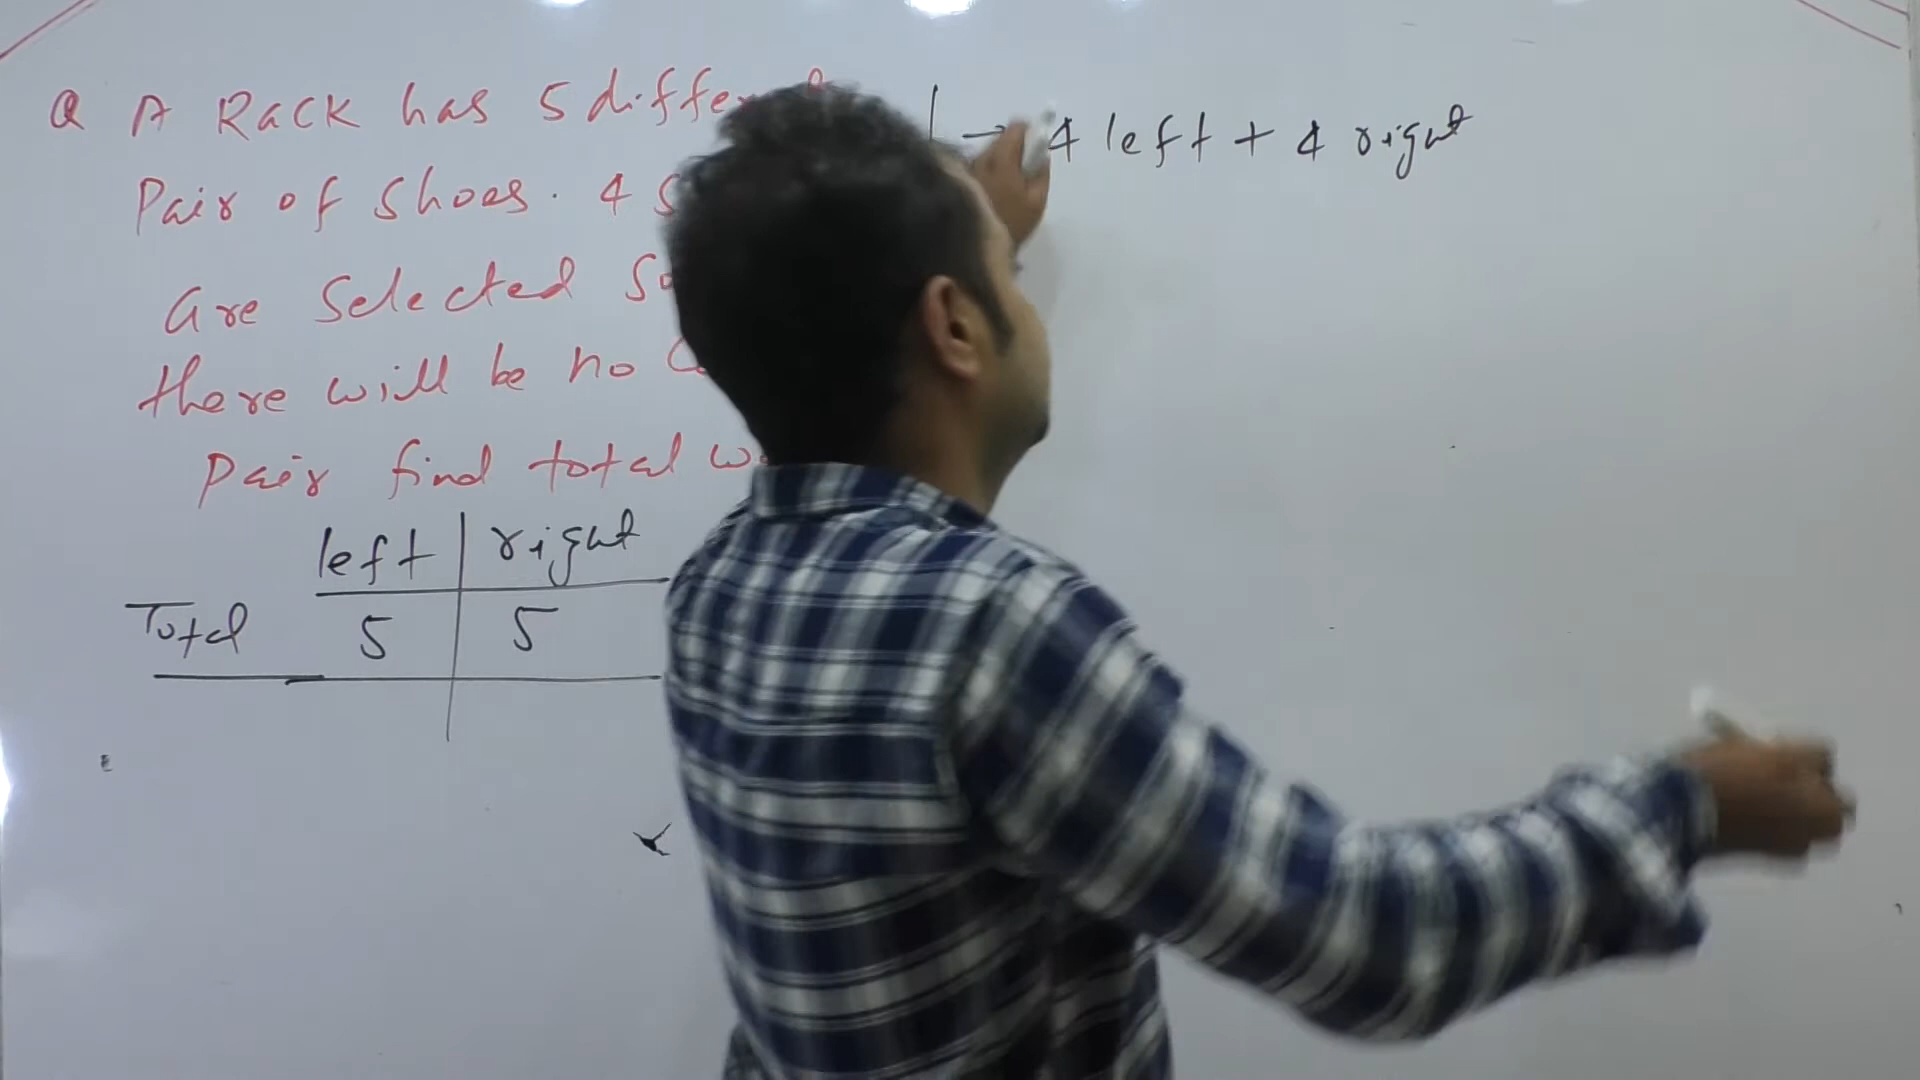 Q A Rack has 5 differe
Pair of Shoes. 4 S
are Selected So
there will be no C
Pair find total w
left | right
Total 5 | 5
→ 4 left + 4 right